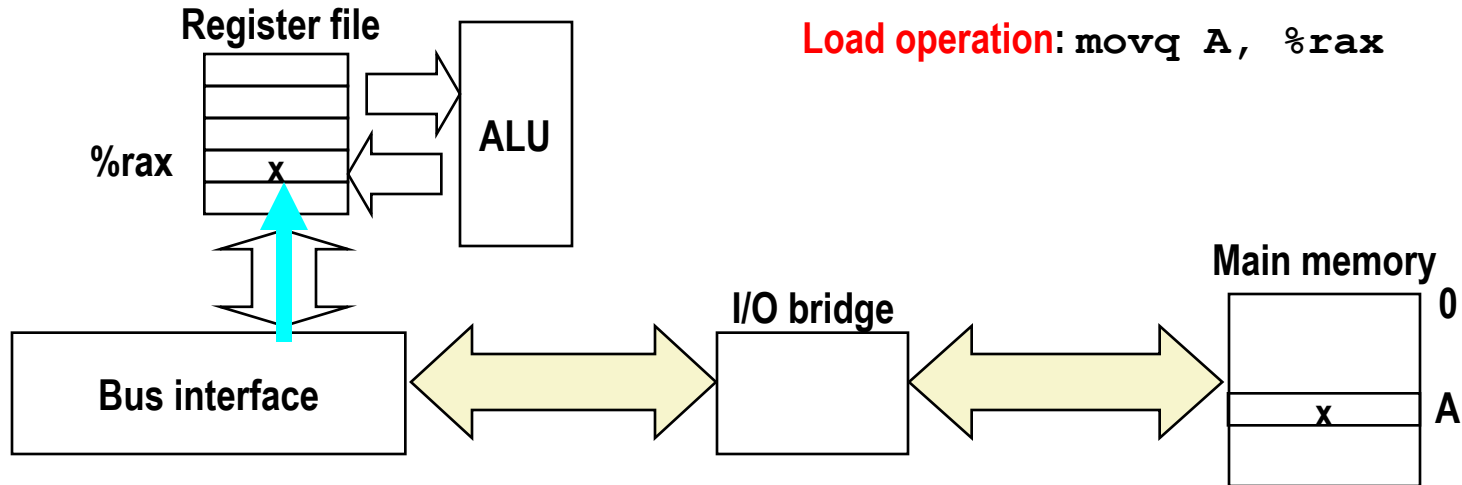 Register file
Load operation: movq A, %rax
ALU
%rax
x
Main memory
0
I/O bridge
Bus interface
x
A